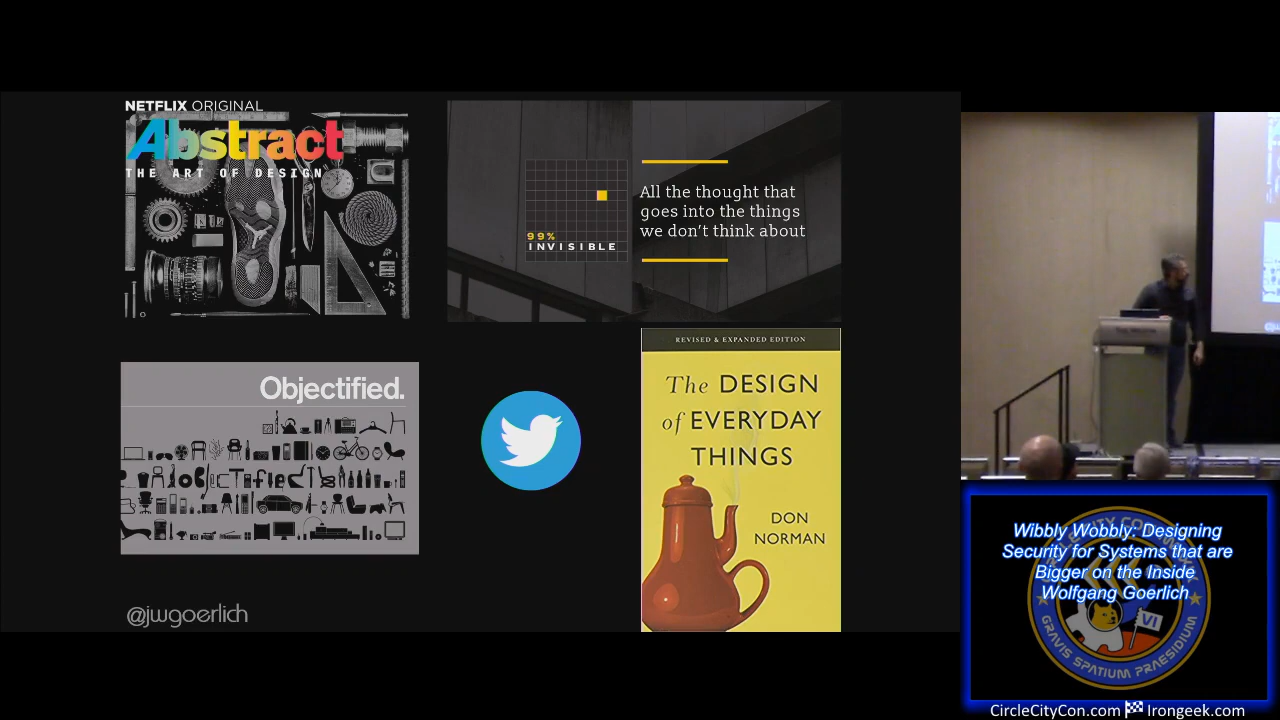 NETFLIX ORIGINAL
Abstract
THE ART OF DESIGN
99%
INVISIBLE
All the thought that
goes into the things
we don't think about
Objectified.
Objectified
REVISED & EXPANDED EDITION
The DESIGN
of EVERYDAY
THINGS
DON
NORMAN
@jwgoerlich
Wibbly Wobbly: Designing
Security for Systems that are
Bigger on the Inside
Wolfgang Goerlich
VI
GRAVIS SPATIUM PRAESIDIUM
CircleCityCon.com Irongeek.com